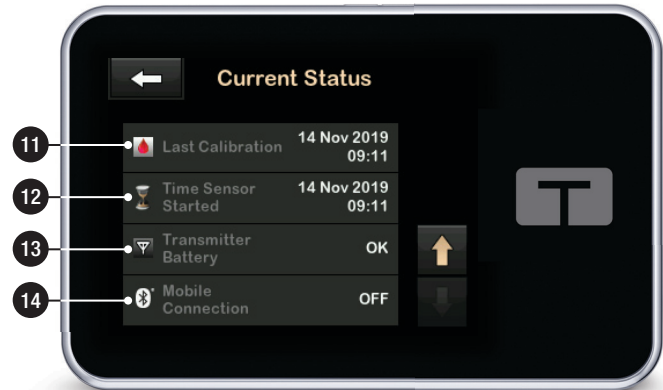 Current Status
11
Last Calibration
14 Nov 2019
09:11
12
Time Sensor
Started
14 Nov 2019
09:11
13
Transmitter
Battery
OK
14
Mobile
Connection
OFF